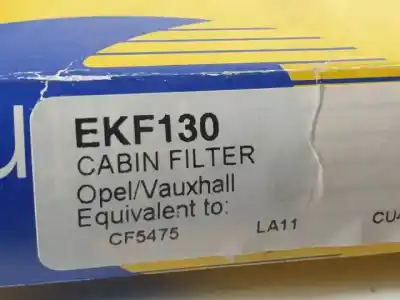 EKF130
CABIN FILTER
Opel/Vauxhall
Equivalent to:
CF5475 LA11